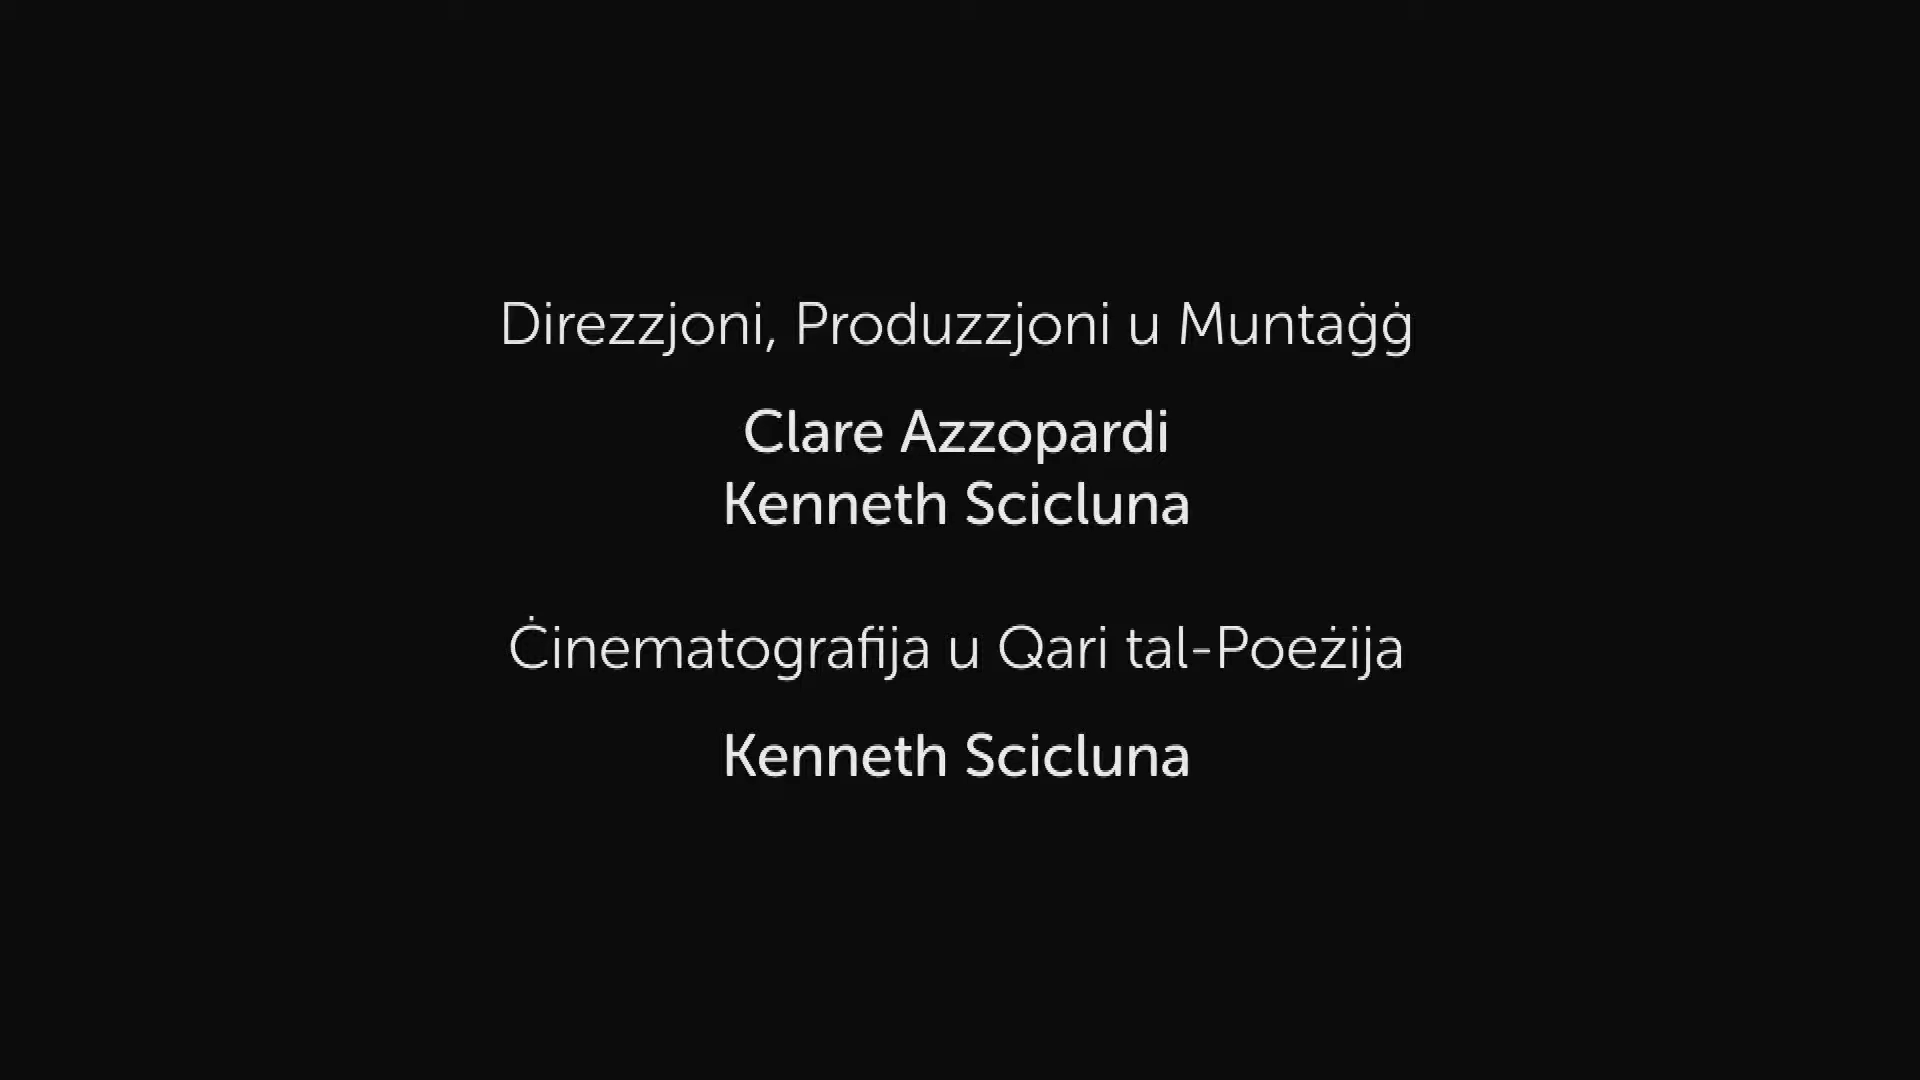 Direzzjoni, Produzzjoni u Muntaġġ
Clare Azzopardi
Kenneth Scicluna
Ċinematografija u Qari tal-Poeżija
Kenneth Scicluna